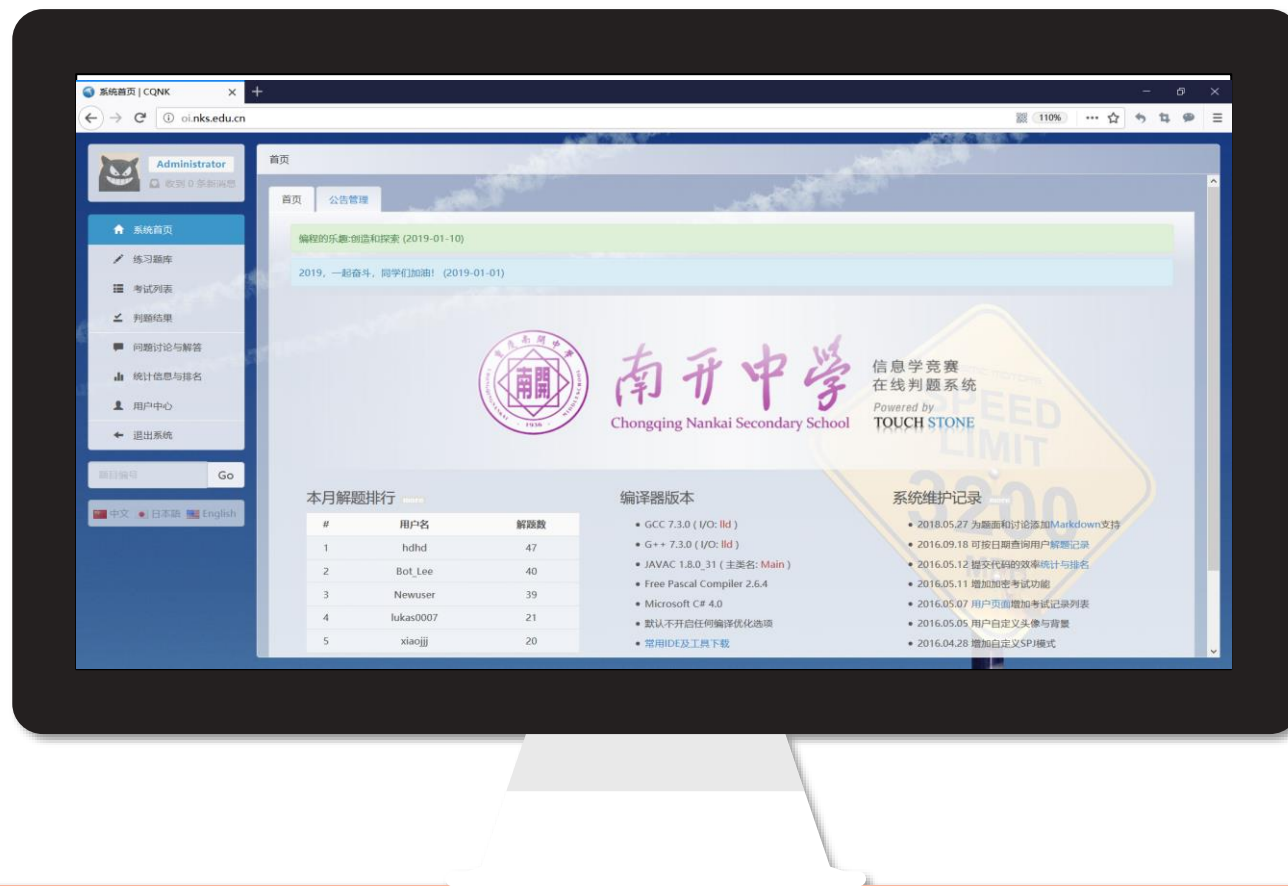 系统首页 | CQNK
oi.nks.edu.cn
110%
Administrator
收到 0 条新消息
系统首页
练习题库
考试列表
判题结果
问题讨论与解答
统计信息与排名
用户中心
退出系统
题目编号 Go
中文 日本語 English
首页
首页 公告管理
编程的乐趣:创造和探索 (2019-01-10)
2019，一起奋斗，同学们加油！ (2019-01-01)
重庆南开中学
南開
1936
南开中学
Chongqing Nankai Secondary School
信息学竞赛
在线判题系统
Powered by
TOUCH STONE
SPEED
LIMIT
3200
本月解题排行
# 用户名 解题数
1 hdhd 47
2 Bot_Lee 40
3 Newuser 39
4 lukas0007 21
5 xiaojjj 20
编译器版本
GCC 7.3.0 ( I/O: lld )
G++ 7.3.0 ( I/O: lld )
JAVAC 1.8.0_31 ( 主类名: Main )
Free Pascal Compiler 2.6.4
Microsoft C# 4.0
默认不开启任何编译优化选项
常用IDE及工具下载
系统维护记录
2018.05.27 为题面和讨论添加Markdown支持
2016.09.18 可按日期查询用户解题记录
2016.05.12 提交代码的效率统计与排名
2016.05.11 增加加密考试功能
2016.05.07 用户页面增加考试记录列表
2016.05.05 用户自定义头像与背景
2016.04.28 增加自定义SPJ模式